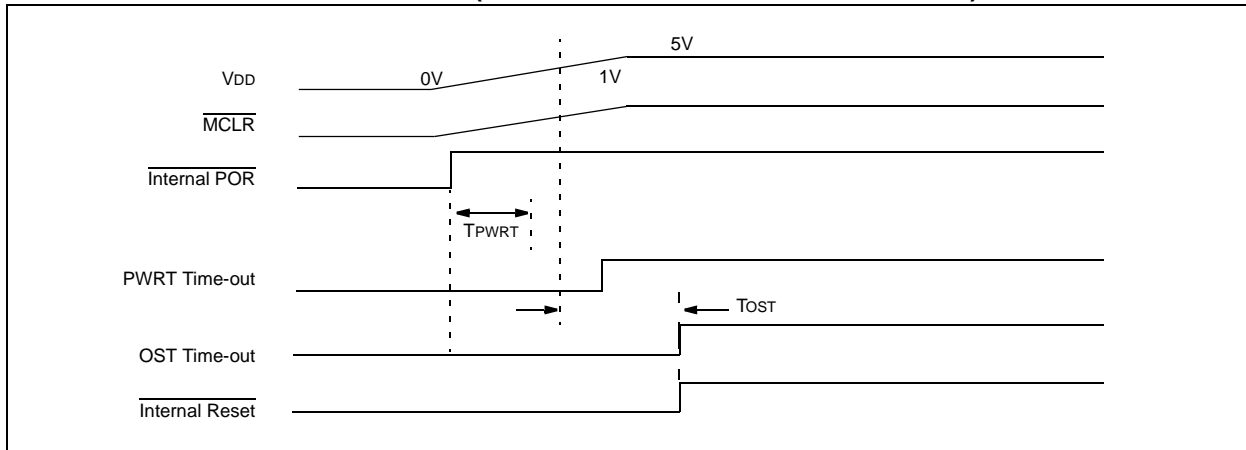 5V
VDD 0V 1V
MCLR
Internal POR
TPWRT
PWRT Time-out
TOST
OST Time-out
Internal Reset